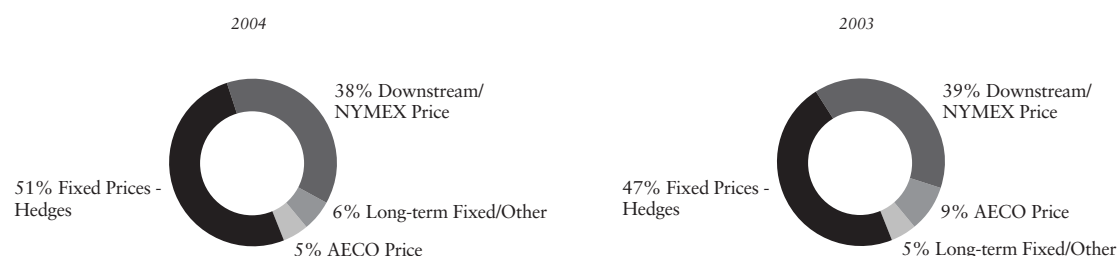 2004
38% Downstream/
NYMEX Price
51% Fixed Prices -
Hedges
6% Long-term Fixed/Other
5% AECO Price
2003
39% Downstream/
NYMEX Price
47% Fixed Prices -
Hedges
9% AECO Price
5% Long-term Fixed/Other